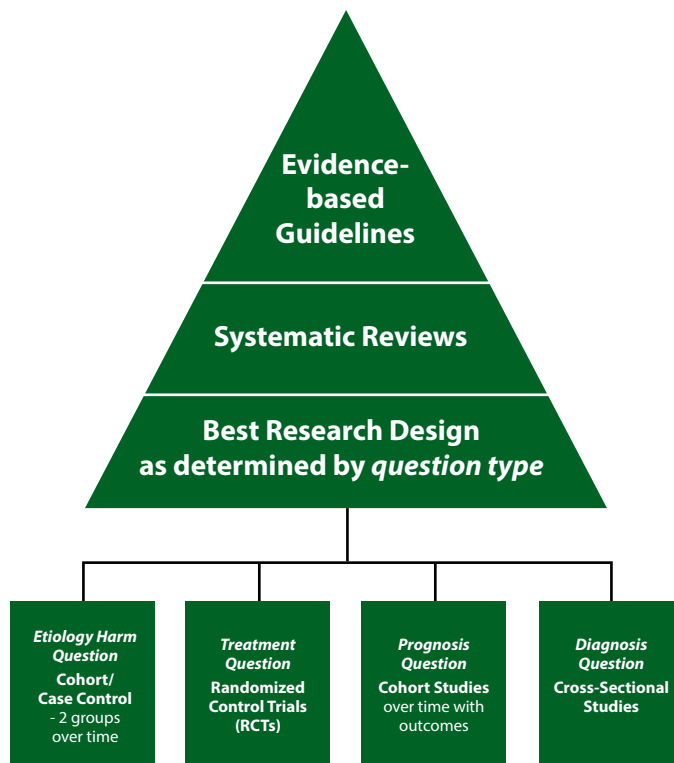 Evidence-
based
Guidelines
Systematic Reviews
Best Research Design
as determined by question type
Etiology Harm
Question
Cohort/
Case Control
- 2 groups
over time
Treatment
Question
Randomized
Control Trials
(RCTs)
Prognosis
Question
Cohort Studies
over time with
outcomes
Diagnosis
Question
Cross-Sectional
Studies